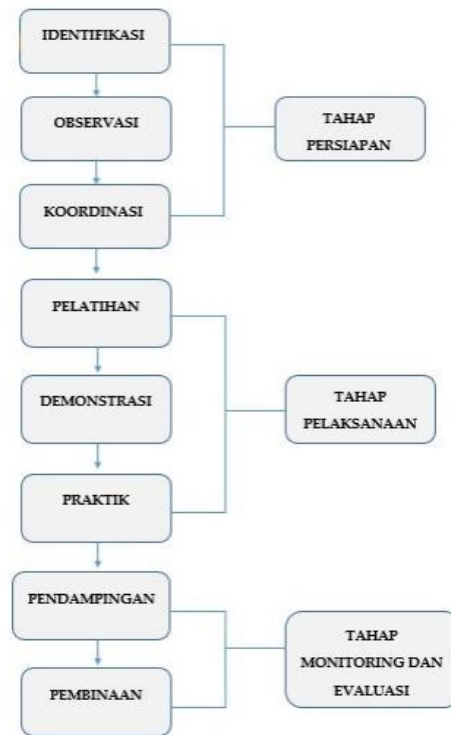 IDENTIFIKASI
OBSERVASI
TAHAP
PERSIAPAN
KOORDINASI
PELATIHAN
DEMONSTRASI
TAHAP
PELAKSANAAN
PRAKTIK
PENDAMPINGAN
TAHAP
MONITORING DAN
EVALUASI
PEMBINAAN